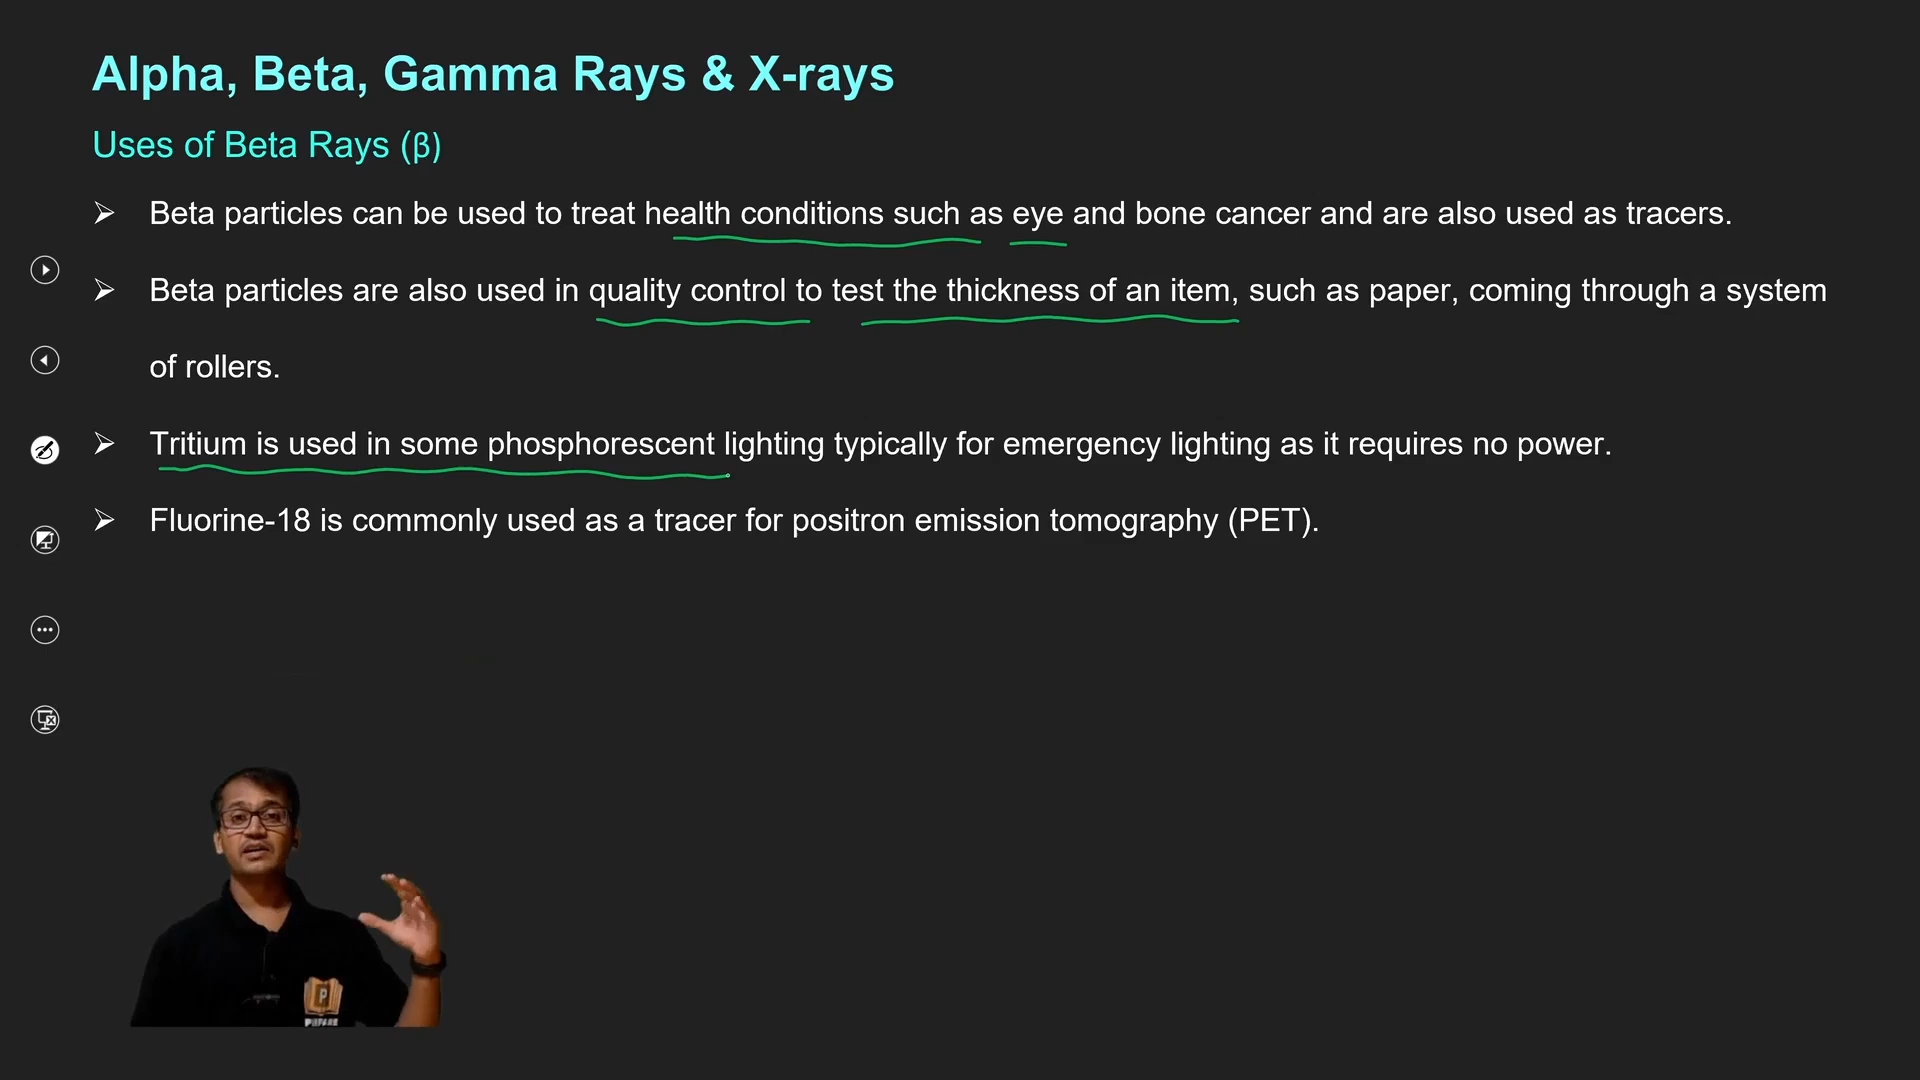 Alpha, Beta, Gamma Rays & X-rays
Uses of Beta Rays (β)
➢ Beta particles can be used to treat health conditions such as eye and bone cancer and are also used as tracers.
➢ Beta particles are also used in quality control to test the thickness of an item, such as paper, coming through a system
of rollers.
➢ Tritium is used in some phosphorescent lighting typically for emergency lighting as it requires no power.
➢ Fluorine-18 is commonly used as a tracer for positron emission tomography (PET).
P